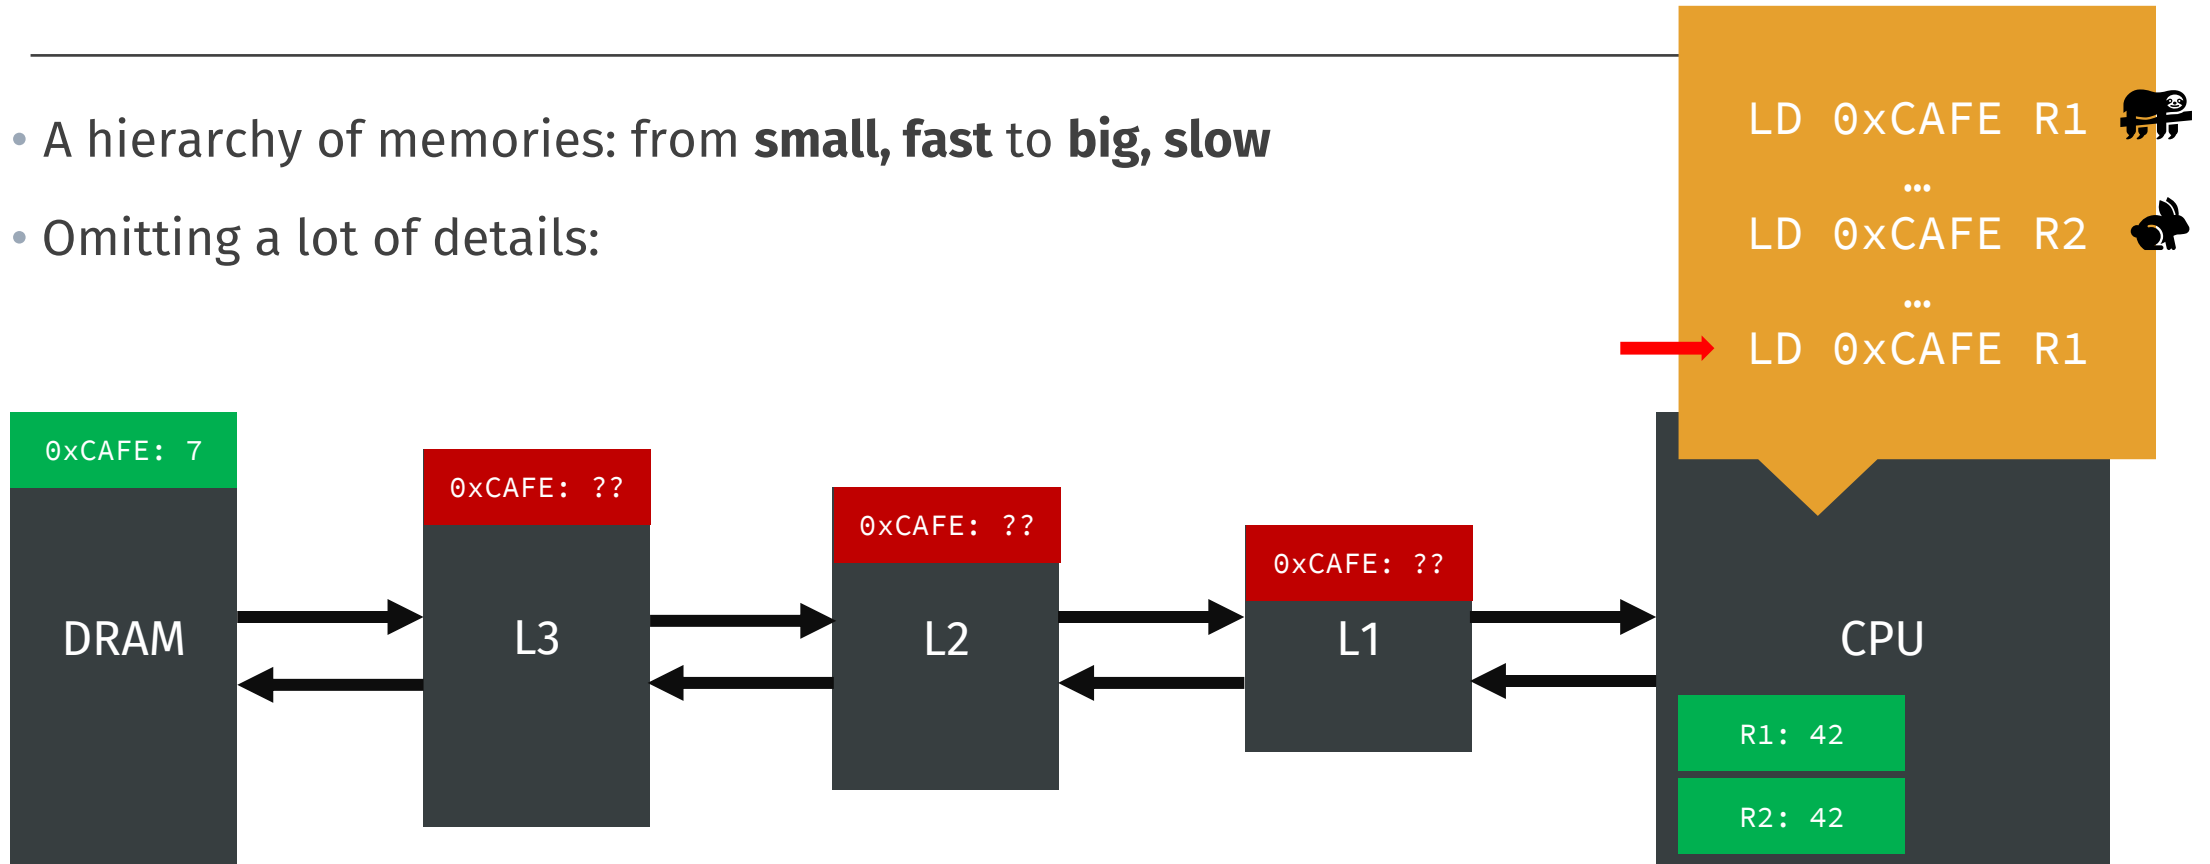 • A hierarchy of memories: from small, fast to big, slow
• Omitting a lot of details:
LD 0xCAFE R1
…
LD 0xCAFE R2
…
LD 0xCAFE R1
0xCAFE: 7
DRAM
0xCAFE: ??
L3
0xCAFE: ??
L2
0xCAFE: ??
L1
CPU
R1: 42
R2: 42